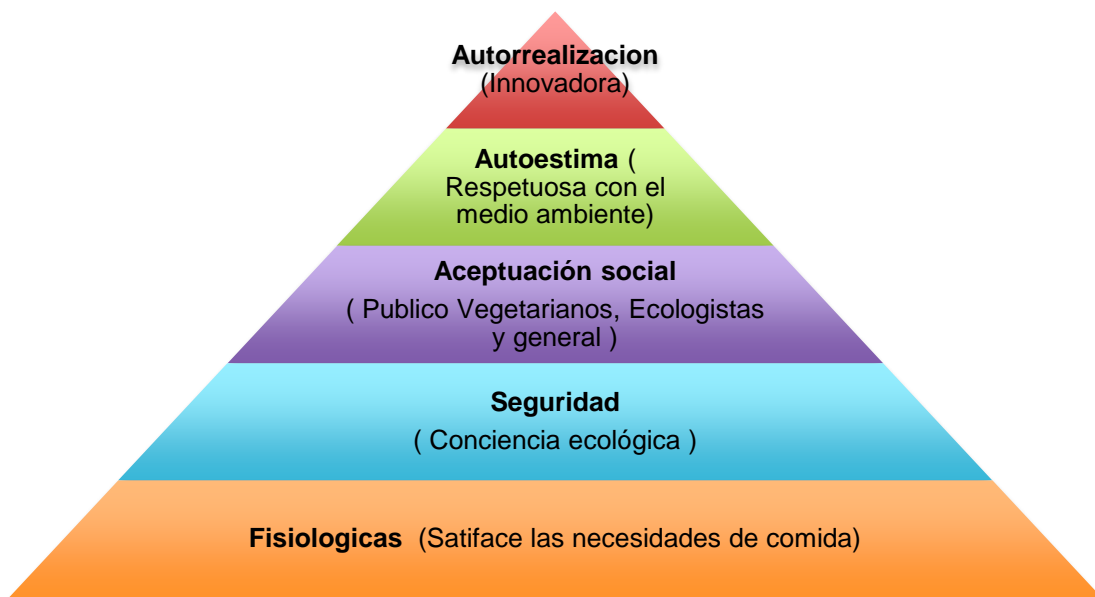 Autorrealizacion
(Innovadora)
Autoestima (
Respetuosa con el
medio ambiente)
Aceptuación social
( Publico Vegetarianos, Ecologistas
y general )
Seguridad
( Conciencia ecológica )
Fisiologicas (Satiface las necesidades de comida)